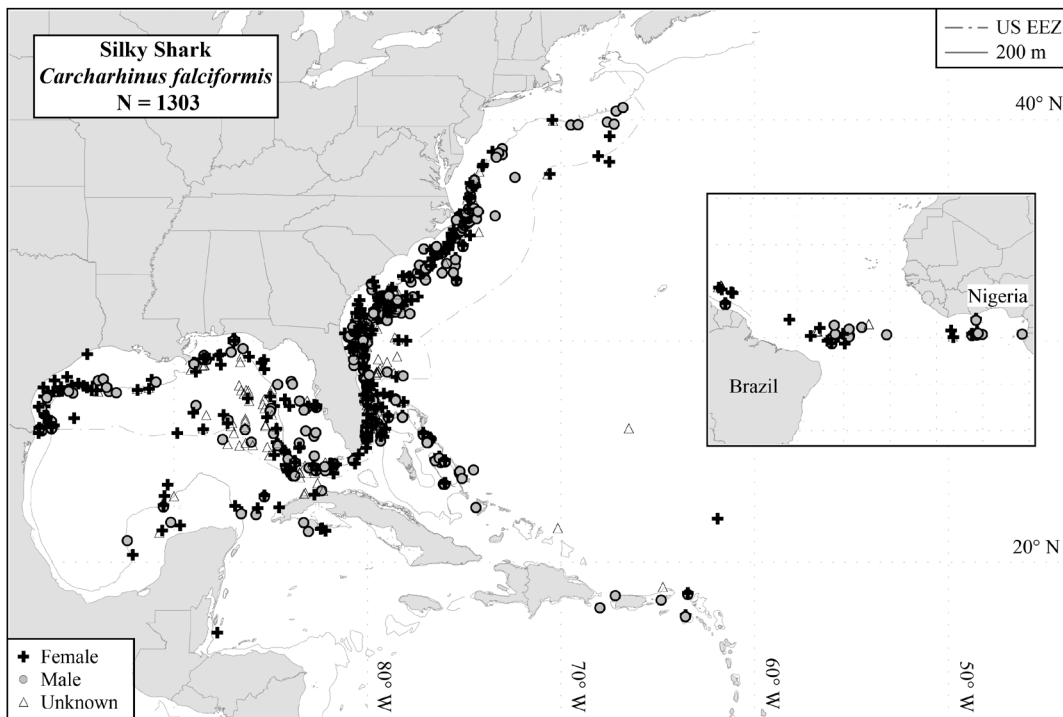 Silky Shark
Carcharhinus falciformis
N = 1303
US EEZ
200 m
40° N
Nigeria
Brazil
20° N
Female
Male
Unknown
80° W
70° W
60° W
50° W